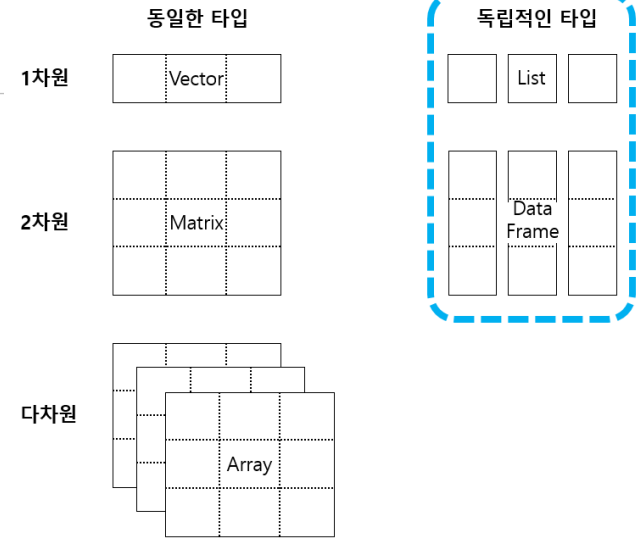 동일한 타입
독립적인 타입
1차원
Vector
List
2차원
Matrix
Data
Frame
다차원
Array